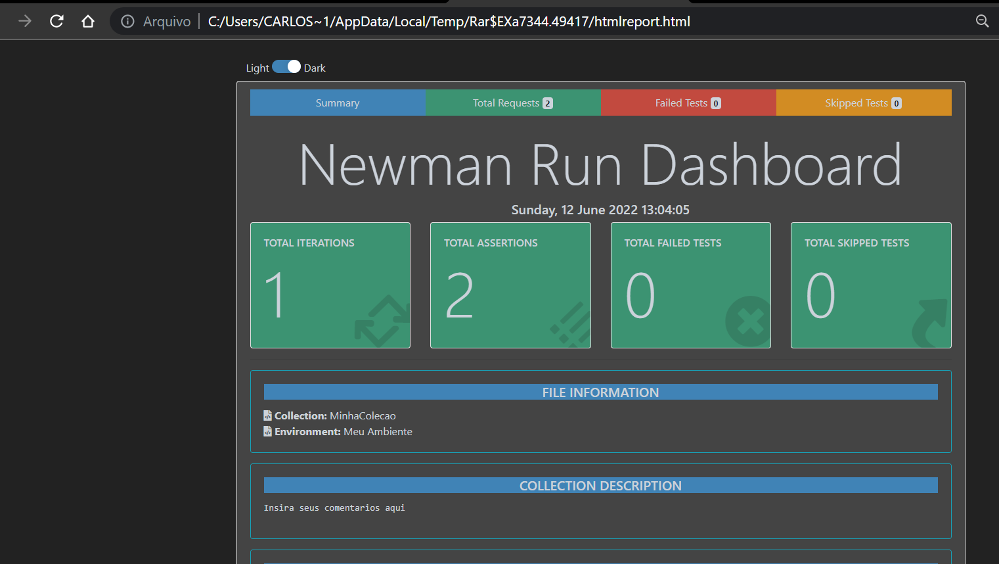 Arquivo C:/Users/CARLOS~1/AppData/Local/Temp/Rar$EXa7344.49417/htmlreport.html
Light Dark
Summary Total Requests 2 Failed Tests 0 Skipped Tests 0
Newman Run Dashboard
Sunday, 12 June 2022 13:04:05
TOTAL ITERATIONS TOTAL ASSERTIONS TOTAL FAILED TESTS TOTAL SKIPPED TESTS
1 2 0 0
FILE INFORMATION
Collection: MinhaColecao
Environment: Meu Ambiente
COLLECTION DESCRIPTION
Insira seus comentarios aqui